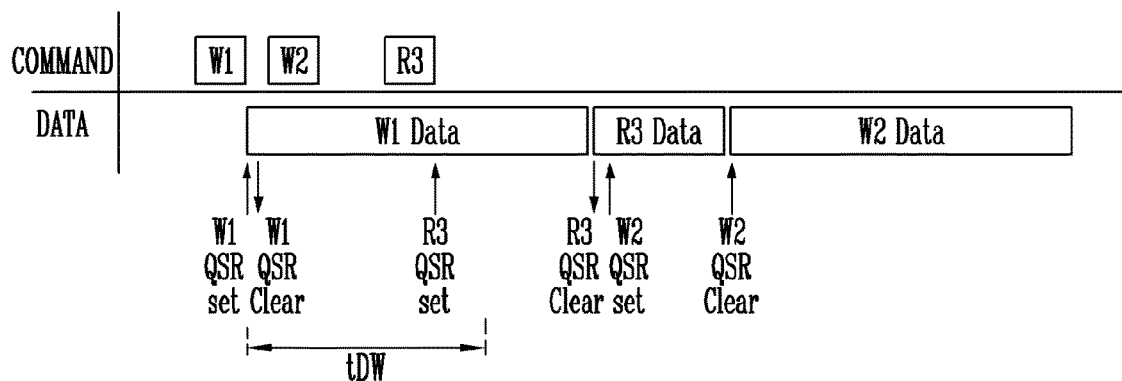 COMMAND W1 W2 R3
DATA W1 Data R3 Data W2 Data
W1 W1 R3 R3 W2 W2
QSR QSR QSR QSR QSR QSR
set Clear set Clear set Clear
tDW